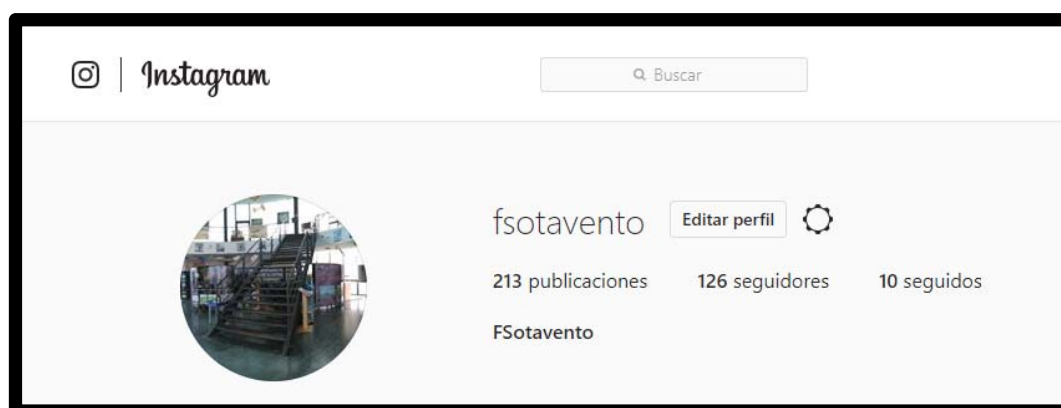 Instagram
Buscar
fsotavento Editar perfil
213 publicaciones 126 seguidores 10 seguidos
FSotavento